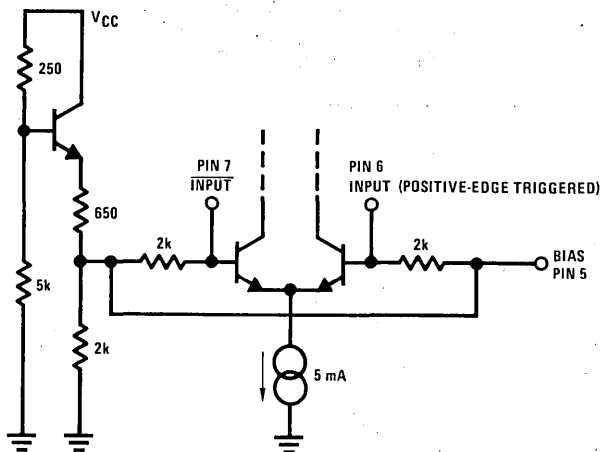 VCC
250
PIN 7
INPUT
PIN 6
INPUT (POSITIVE-EDGE TRIGGERED)
650
2k
2k
BIAS
PIN 5
5k
2k
5 mA